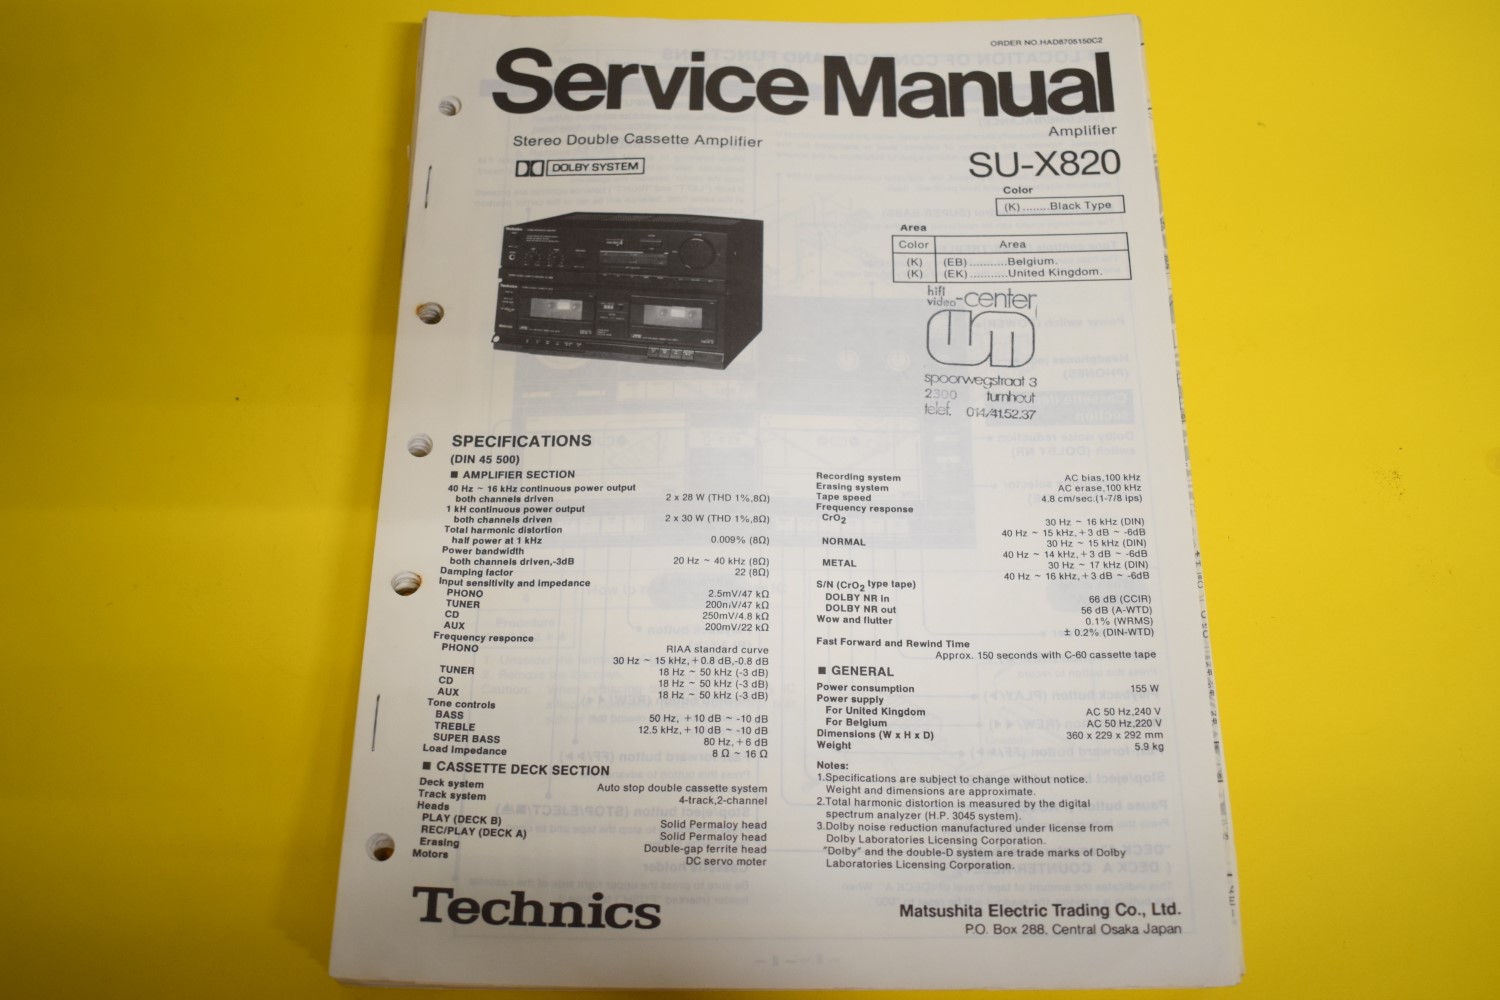 ORDER NO.HAD8705150C2
Service Manual
Stereo Double Cassette Amplifier
DOLBY SYSTEM
Amplifier
SU-X820
Color
(K)........Black Type
Area
Color Area
(K) (EB)...........Belgium.
(K) (EK)...........United Kingdom.
hifi
video-center
spoorwegstraat 3
2300 turnhout
telef. 014/41.52.37
SPECIFICATIONS
(DIN 45 500)
■ AMPLIFIER SECTION
40 Hz ~ 16 kHz continuous power output
both channels driven 2 x 28 W (THD 1%,8Ω)
1 kH continuous power output
both channels driven 2 x 30 W (THD 1%,8Ω)
Total harmonic distortion
half power at 1 kHz 0.009% (8Ω)
Power bandwidth
both channels driven,-3dB 20 Hz ~ 40 kHz (8Ω)
Damping factor 22 (8Ω)
Input sensitivity and impedance
PHONO 2.5mV/47 kΩ
TUNER 200mV/47 kΩ
CD 250mV/4.8 kΩ
AUX 200mV/22 kΩ
Frequency responce
PHONO RIAA standard curve
30 Hz ~ 15 kHz,+0.8 dB,-0.8 dB
TUNER 18 Hz ~ 50 kHz (-3 dB)
CD 18 Hz ~ 50 kHz (-3 dB)
AUX 18 Hz ~ 50 kHz (-3 dB)
Tone controls
BASS 50 Hz, +10 dB ~ -10 dB
TREBLE 12.5 kHz, +10 dB ~ -10 dB
SUPER BASS 80 Hz,+6 dB
Load impedance 8 Ω ~ 16 Ω
■ CASSETTE DECK SECTION
Deck system Auto stop double cassette system
Track system 4-track,2-channel
Heads
PLAY (DECK B) Solid Permaloy head
REC/PLAY (DECK A) Solid Permaloy head
Erasing Double-gap ferrite head
Motors DC servo moter
Recording system AC bias,100 kHz
Erasing system AC erase,100 kHz
Tape speed 4.8 cm/sec.(1-7/8 ips)
Frequency response
CrO2 30 Hz ~ 16 kHz (DIN)
40 Hz ~ 15 kHz,+3 dB ~ -6dB
NORMAL 30 Hz ~ 15 kHz (DIN)
40 Hz ~ 14 kHz,+3 dB ~ -6dB
METAL 30 Hz ~ 17 kHz (DIN)
40 Hz ~ 16 kHz,+3 dB ~ -6dB
S/N (CrO2 type tape)
DOLBY NR in 66 dB (CCIR)
DOLBY NR out 56 dB (A-WTD)
Wow and flutter 0.1% (WRMS)
± 0.2% (DIN-WTD)
Fast Forward and Rewind Time
Approx. 150 seconds with C-60 cassette tape
■ GENERAL
Power consumption 155 W
Power supply
For United Kingdom AC 50 Hz,240 V
For Belgium AC 50 Hz,220 V
Dimensions (W x H x D) 360 x 229 x 292 mm
Weight 5.9 kg
Notes:
1.Specifications are subject to change without notice.
Weight and dimensions are approximate.
2.Total harmonic distortion is measured by the digital
spectrum analyzer (H.P. 3045 system).
3.Dolby noise reduction manufactured under license from
Dolby Laboratories Licensing Corporation.
"Dolby" and the double-D system are trade marks of Dolby
Laboratories Licensing Corporation.
Technics
Matsushita Electric Trading Co., Ltd.
P.O. Box 288, Central Osaka Japan